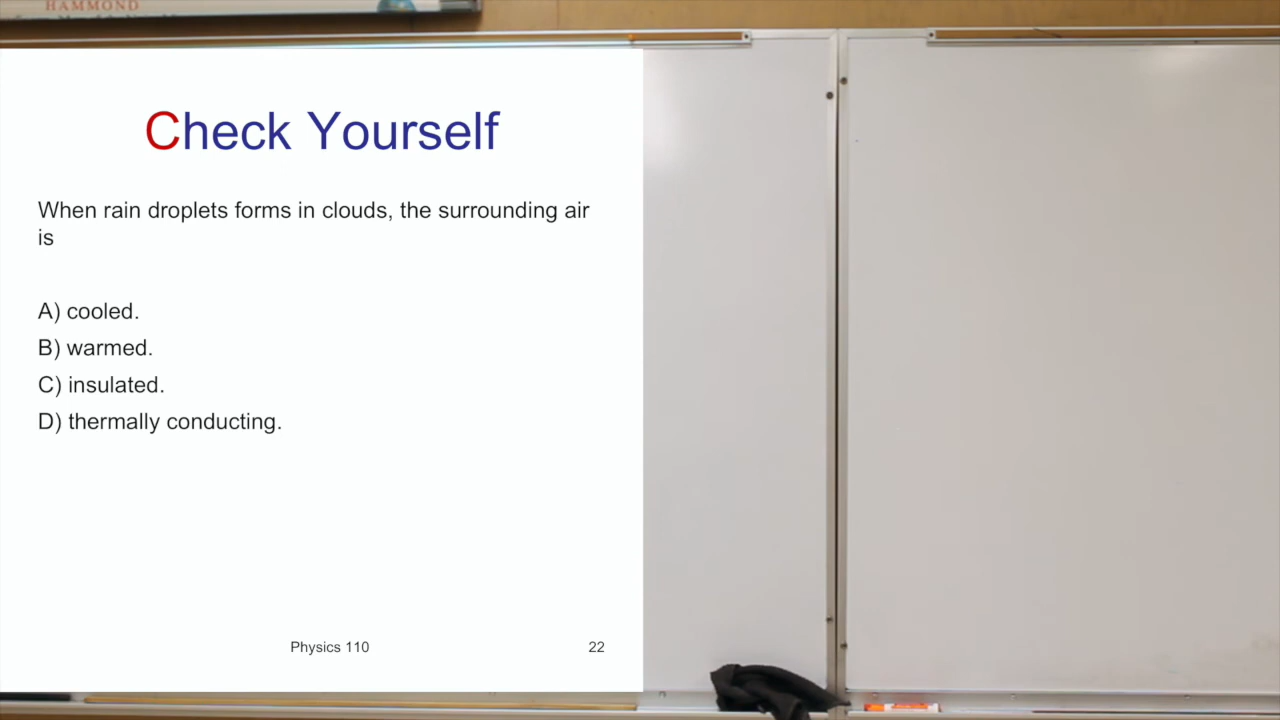 HAMMOND
Check Yourself
When rain droplets forms in clouds, the surrounding air
is
A) cooled.
B) warmed.
C) insulated.
D) thermally conducting.
Physics 110
22